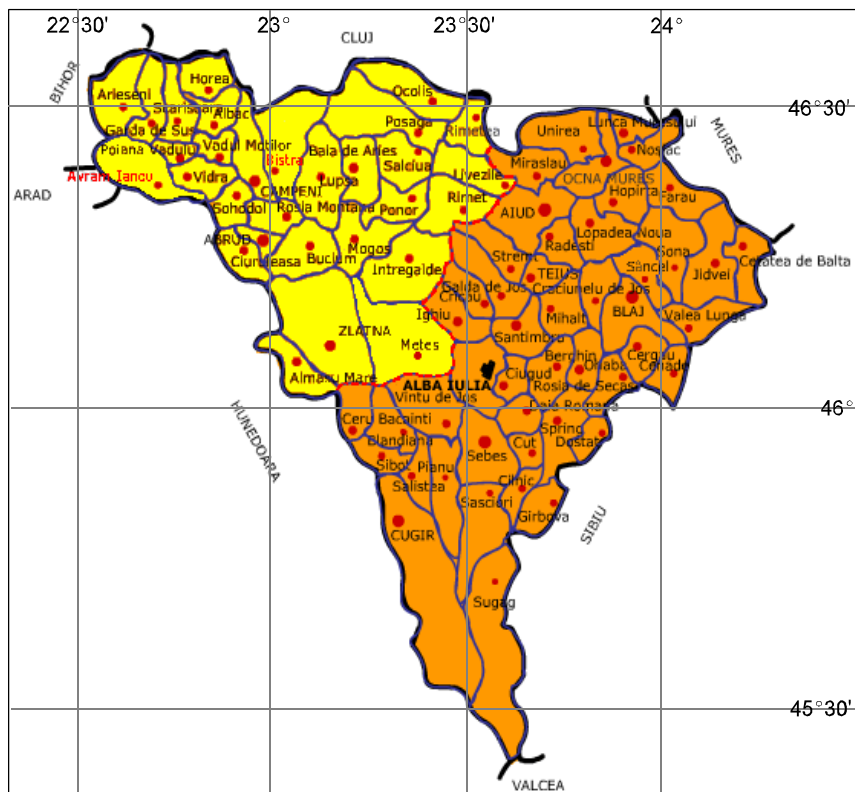 22°30'
23°
23°30'
24°
CLUJ
BIHOR
Horea
Arieseni
Ocolis
46°30'
Scarisoara
Albac
Garda de Sus
Posaga
Rimetea
Unirea
Lunca Muresului
MURES
Poiana Vadului
Vadul Motilor
Bistra
Baia de Aries
Salciua
Noslac
Miraslau
Avram Iancu
Vidra
Lupsa
Livezile
OCNA MURES
ARAD
CAMPENI
Hopirta
Farau
Sohodol
Rosia Montana
Ponor
Rimet
AIUD
Lopadea Noua
ABRUD
Mogos
Radesti
Ciuruleasa
Bucium
Intregalde
Stremt
Sona
Cetatea de Balta
TEIUS
Sâncel
Jidvei
Galda de Jos
Craciunelu de Jos
Cricau
Ighiu
Mihalt
BLAJ
Valea Lunga
ZLATNA
Santimbru
Metes
Berghin
Cergau
Ohaba
Cenade
Almasu Mare
Ciugud
ALBA IULIA
Rosia de Secas
Vintu de Jos
46°
Daia Romana
HUNEDOARA
Ceru Bacainti
Spring
Blandiana
Cut
Dostat
Sebes
Sibot
Pianu
Salistea
Cilnic
Sasciori
Girbova
SIBIU
CUGIR
Sugag
45°30'
VALCEA